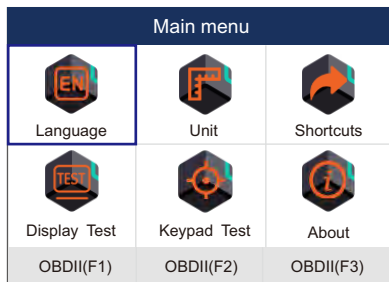 Main menu
EN
Language Unit Shortcuts
TEST
Display Test Keypad Test About
OBDII(F1) OBDII(F2) OBDII(F3)